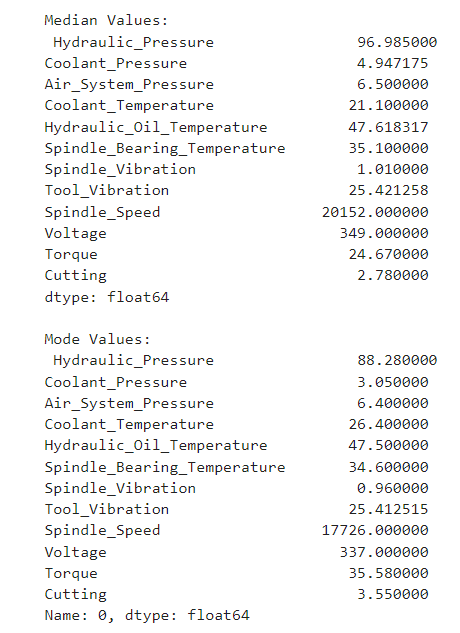 Median Values:
Hydraulic_Pressure 96.985000
Coolant_Pressure 4.947175
Air_System_Pressure 6.500000
Coolant_Temperature 21.100000
Hydraulic_Oil_Temperature 47.618317
Spindle_Bearing_Temperature 35.100000
Spindle_Vibration 1.010000
Tool_Vibration 25.421258
Spindle_Speed 20152.000000
Voltage 349.000000
Torque 24.670000
Cutting 2.780000
dtype: float64
Mode Values:
Hydraulic_Pressure 88.280000
Coolant_Pressure 3.050000
Air_System_Pressure 6.400000
Coolant_Temperature 26.400000
Hydraulic_Oil_Temperature 47.500000
Spindle_Bearing_Temperature 34.600000
Spindle_Vibration 0.960000
Tool_Vibration 25.412515
Spindle_Speed 17726.000000
Voltage 337.000000
Torque 35.580000
Cutting 3.550000
Name: 0, dtype: float64